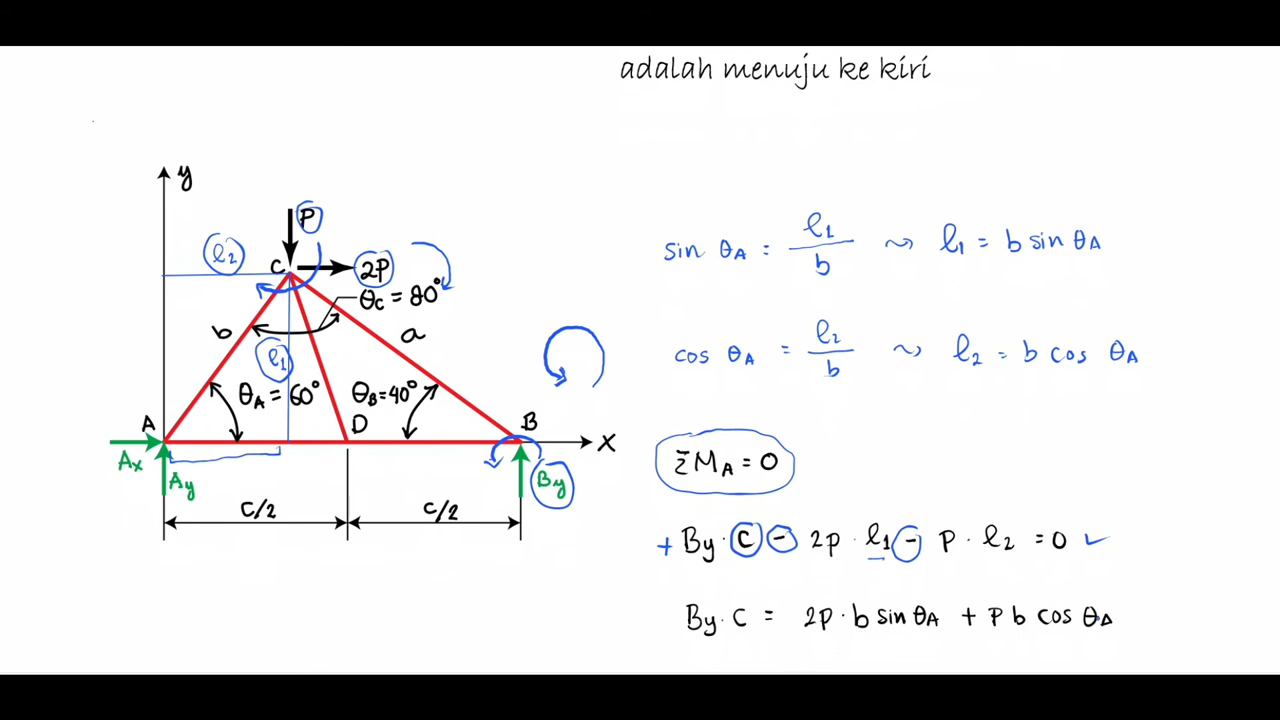 adalah menuju ke kiri
y
P
l₂
C
2P
θc = 80°
b
a
l₁
θA = 60°
θB = 40°
A
D
B
x
Ax
Ay
By
C/2
C/2
sin θA = l₁/b ⇝ l₁ = b sin θA
cos θA = l₂/b ⇝ l₂ = b cos θA
ΣMA = 0
+ By · C - 2P · l₁ - P · l₂ = 0 ✓
By · C = 2P · b sin θA + P b cos θA